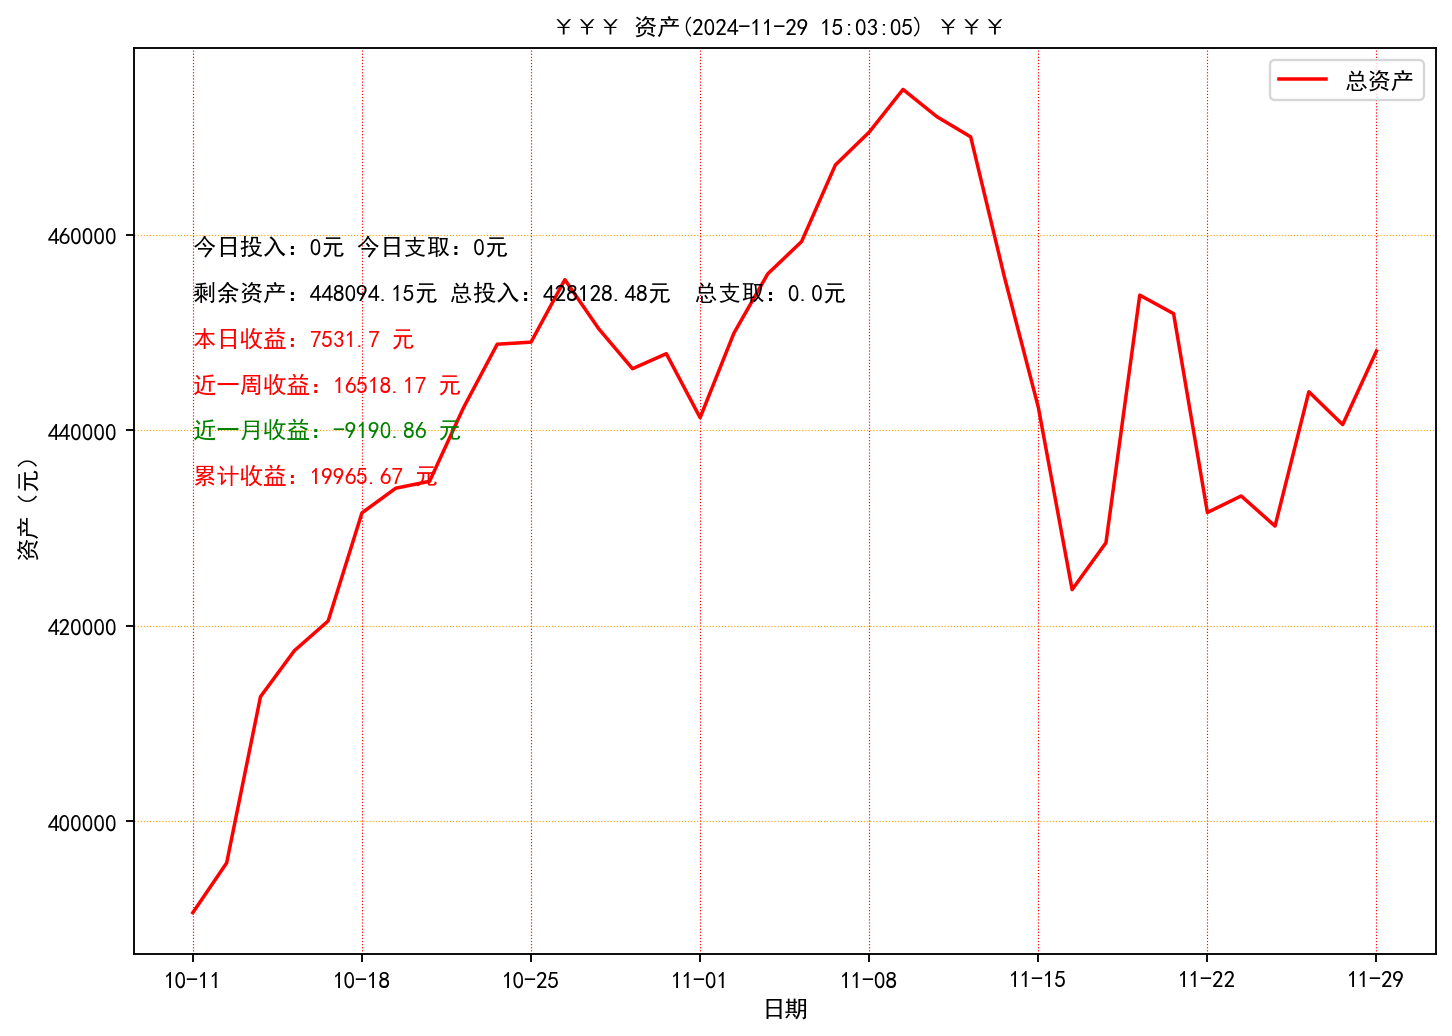 ￥￥￥ 资产(2024-11-29 15:03:05) ￥￥￥
总资产
460000
440000
420000
400000
资产（元）
今日投入：0元 今日支取：0元
剩余资产：448094.15元 总投入：428128.48元  总支取：0.0元
本日收益：7531.7 元
近一周收益：16518.17 元
近一月收益：-9190.86 元
累计收益：19965.67 元
10-11 10-18 10-25 11-01 11-08 11-15 11-22 11-29
日期